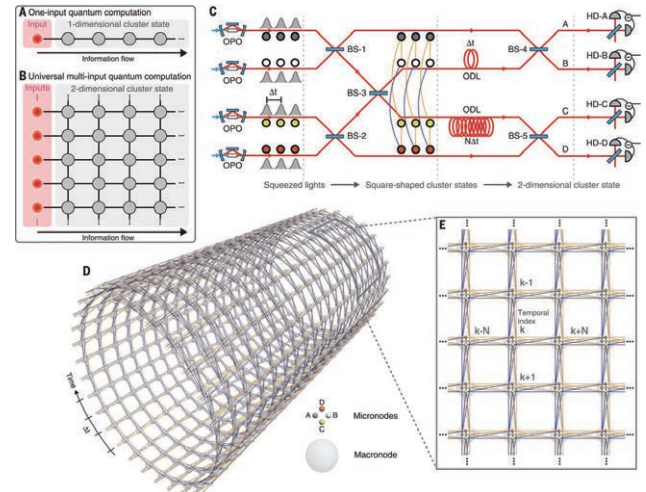 A One-input quantum computation
Input
1-dimensional cluster state
...
Information flow
B Universal multi-input quantum computation
Inputs
2-dimensional cluster state
...
...
...
...
...
Information flow
C
OPO
OPO
OPO
OPO
Δt
BS-1
BS-2
BS-3
Δt
ODL
ODL
NΔt
BS-4
BS-5
A
B
C
D
HD-A
HD-B
HD-C
HD-D
Squeezed lights
Square-shaped cluster states
2-dimensional cluster state
D
Time
Δt
D
A
B
C
Micronodes
Macronode
E
k-1
Temporal
index
k-N
k
k+N
k+1